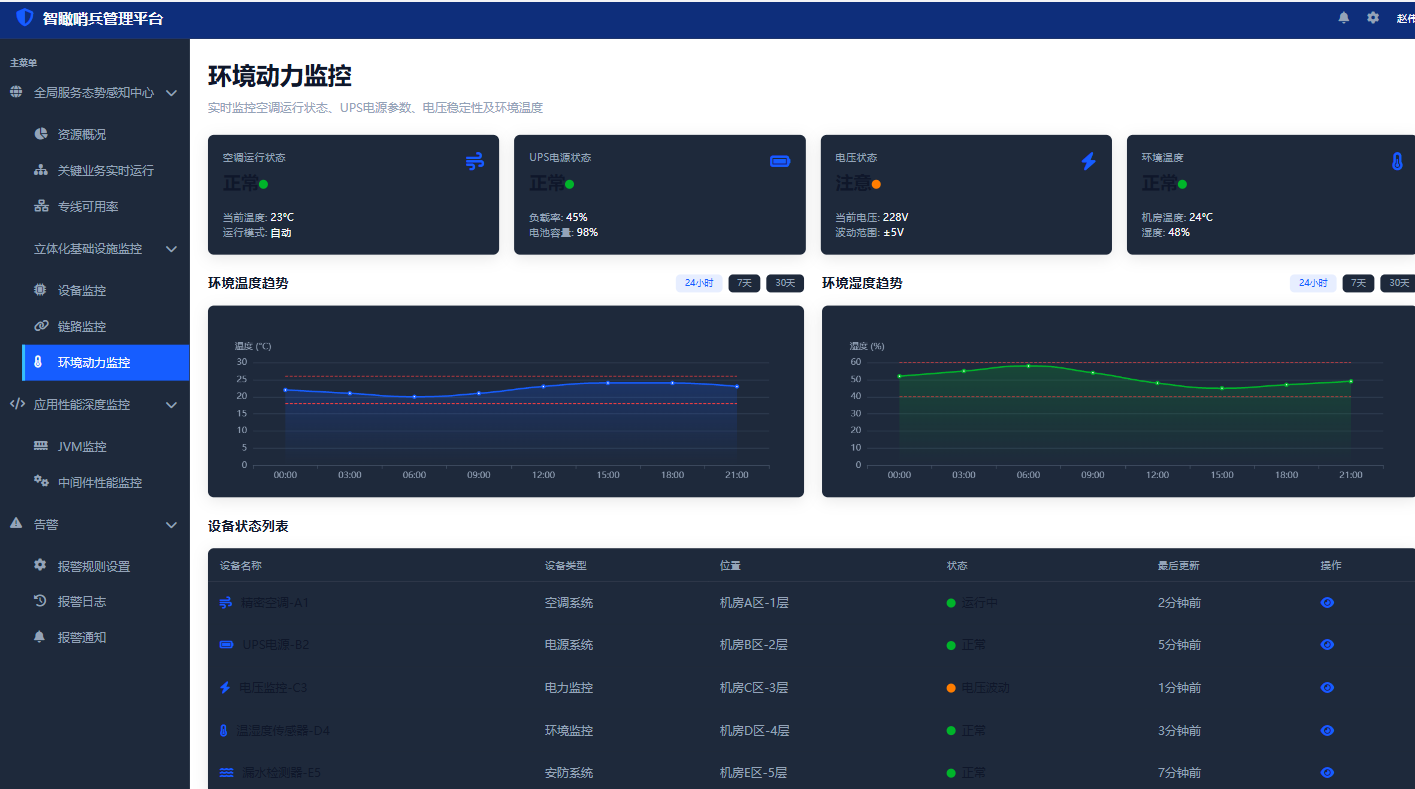 智瞰哨兵管理平台
赵伟
主菜单
全局服务态势感知中心
资源概况
关键业务实时运行
专线可用率
立体化基础设施监控
设备监控
链路监控
环境动力监控
应用性能深度监控
JVM监控
中间件性能监控
告警
报警规则设置
报警日志
报警通知
环境动力监控
实时监控空调运行状态、UPS电源参数、电压稳定性及环境温度
空调运行状态
正常
当前温度: 23°C
运行模式: 自动
UPS电源状态
正常
负载率: 45%
电池容量: 98%
电压状态
注意
当前电压: 228V
波动范围: ±5V
环境温度
正常
机房温度: 24°C
湿度: 48%
环境温度趋势 24小时 7天 30天
温度 (°C)
30
25
20
15
10
5
0
00:00 03:00 06:00 09:00 12:00 15:00 18:00 21:00
环境湿度趋势 24小时 7天 30天
湿度 (%)
60
50
40
30
20
10
0
00:00 03:00 06:00 09:00 12:00 15:00 18:00 21:00
设备状态列表
设备名称 设备类型 位置 状态 最后更新 操作
精密空调-A1 空调系统 机房A区-1层 运行中 2分钟前
UPS电源-B2 电源系统 机房B区-2层 正常 5分钟前
电压监控-C3 电力监控 机房C区-3层 电压波动 1分钟前
温湿度传感器-D4 环境监控 机房D区-4层 正常 3分钟前
漏水检测器-E5 安防系统 机房E区-5层 正常 7分钟前